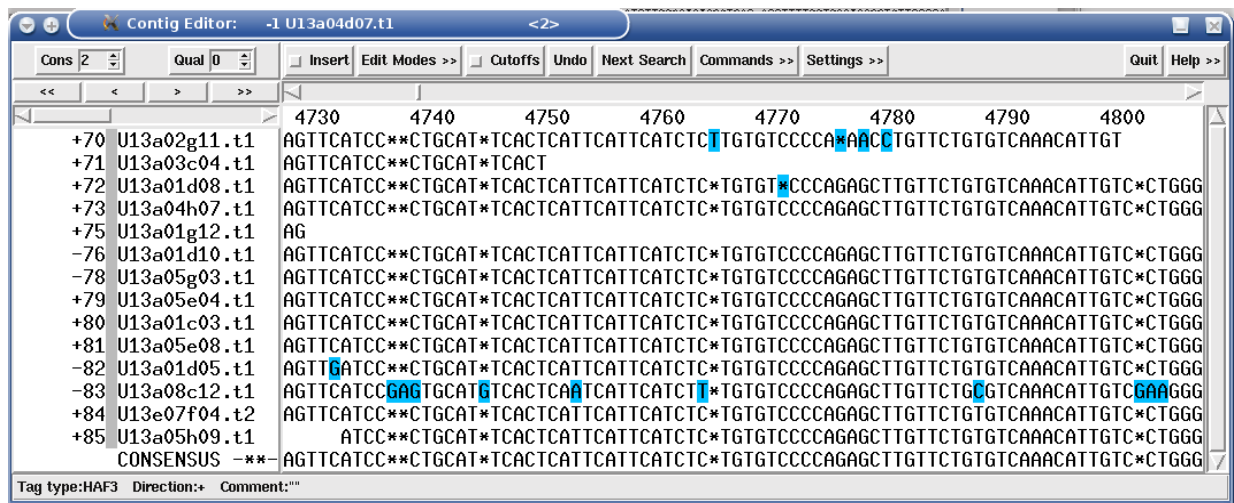 Contig Editor: -1 U13a04d07.t1 <2>
Cons 2 Qual 0 Insert Edit Modes >> Cutoffs Undo Next Search Commands >> Settings >> Quit Help >>
<< < > >>
4730 4740 4750 4760 4770 4780 4790 4800
+70 U13a02g11.t1 AGTTCATCC**CTGCAT*TCACTCATTCATTCATCTCTTGTGTCCCCA*AACCTGTTCTGTGTCAAACATTGT
+71 U13a03c04.t1 AGTTCATCC**CTGCAT*TCACT
+72 U13a01d08.t1 AGTTCATCC**CTGCAT*TCACTCATTCATTCATCTC*TGTGT*CCCAGAGCTTGTTCTGTGTCAAACATTGTC*CTGGG
+73 U13a04h07.t1 AGTTCATCC**CTGCAT*TCACTCATTCATTCATCTC*TGTGTCCCCAGAGCTTGTTCTGTGTCAAACATTGTC*CTGGG
+75 U13a01g12.t1 AG
-76 U13a01d10.t1 AGTTCATCC**CTGCAT*TCACTCATTCATTCATCTC*TGTGTCCCCAGAGCTTGTTCTGTGTCAAACATTGTC*CTGGG
-78 U13a05g03.t1 AGTTCATCC**CTGCAT*TCACTCATTCATTCATCTC*TGTGTCCCCAGAGCTTGTTCTGTGTCAAACATTGTC*CTGGG
+79 U13a05e04.t1 AGTTCATCC**CTGCAT*TCACTCATTCATTCATCTC*TGTGTCCCCAGAGCTTGTTCTGTGTCAAACATTGTC*CTGGG
+80 U13a01c03.t1 AGTTCATCC**CTGCAT*TCACTCATTCATTCATCTC*TGTGTCCCCAGAGCTTGTTCTGTGTCAAACATTGTC*CTGGG
+81 U13a05e08.t1 AGTTCATCC**CTGCAT*TCACTCATTCATTCATCTC*TGTGTCCCCAGAGCTTGTTCTGTGTCAAACATTGTC*CTGGG
-82 U13a01d05.t1 AGTTGATCC**CTGCAT*TCACTCATTCATTCATCTC*TGTGTCCCCAGAGCTTGTTCTGTGTCAAACATTGTC*CTGGG
-83 U13a08c12.t1 AGTTCATCCGAGTGCATGTCACTCAATCATTCATCTT*TGTGTCCCCAGAGCTTGTTCTGCGTCAAACATTGTCGAAGGG
+84 U13e07f04.t2 AGTTCATCC**CTGCAT*TCACTCATTCATTCATCTC*TGTGTCCCCAGAGCTTGTTCTGTGTCAAACATTGTC*CTGGG
+85 U13a05h09.t1 ATCC**CTGCAT*TCACTCATTCATTCATCTC*TGTGTCCCCAGAGCTTGTTCTGTGTCAAACATTGTC*CTGGG
CONSENSUS -**- AGTTCATCC**CTGCAT*TCACTCATTCATTCATCTC*TGTGTCCCCAGAGCTTGTTCTGTGTCAAACATTGTC*CTGGG
Tag type:HAF3 Direction:+ Comment:""